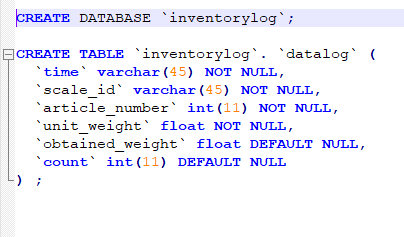 CREATE DATABASE `inventorylog`;
CREATE TABLE `inventorylog`. `datalog` (
`time` varchar(45) NOT NULL,
`scale_id` varchar(45) NOT NULL,
`article_number` int(11) NOT NULL,
`unit_weight` float NOT NULL,
`obtained_weight` float DEFAULT NULL,
`count` int(11) DEFAULT NULL
) ;